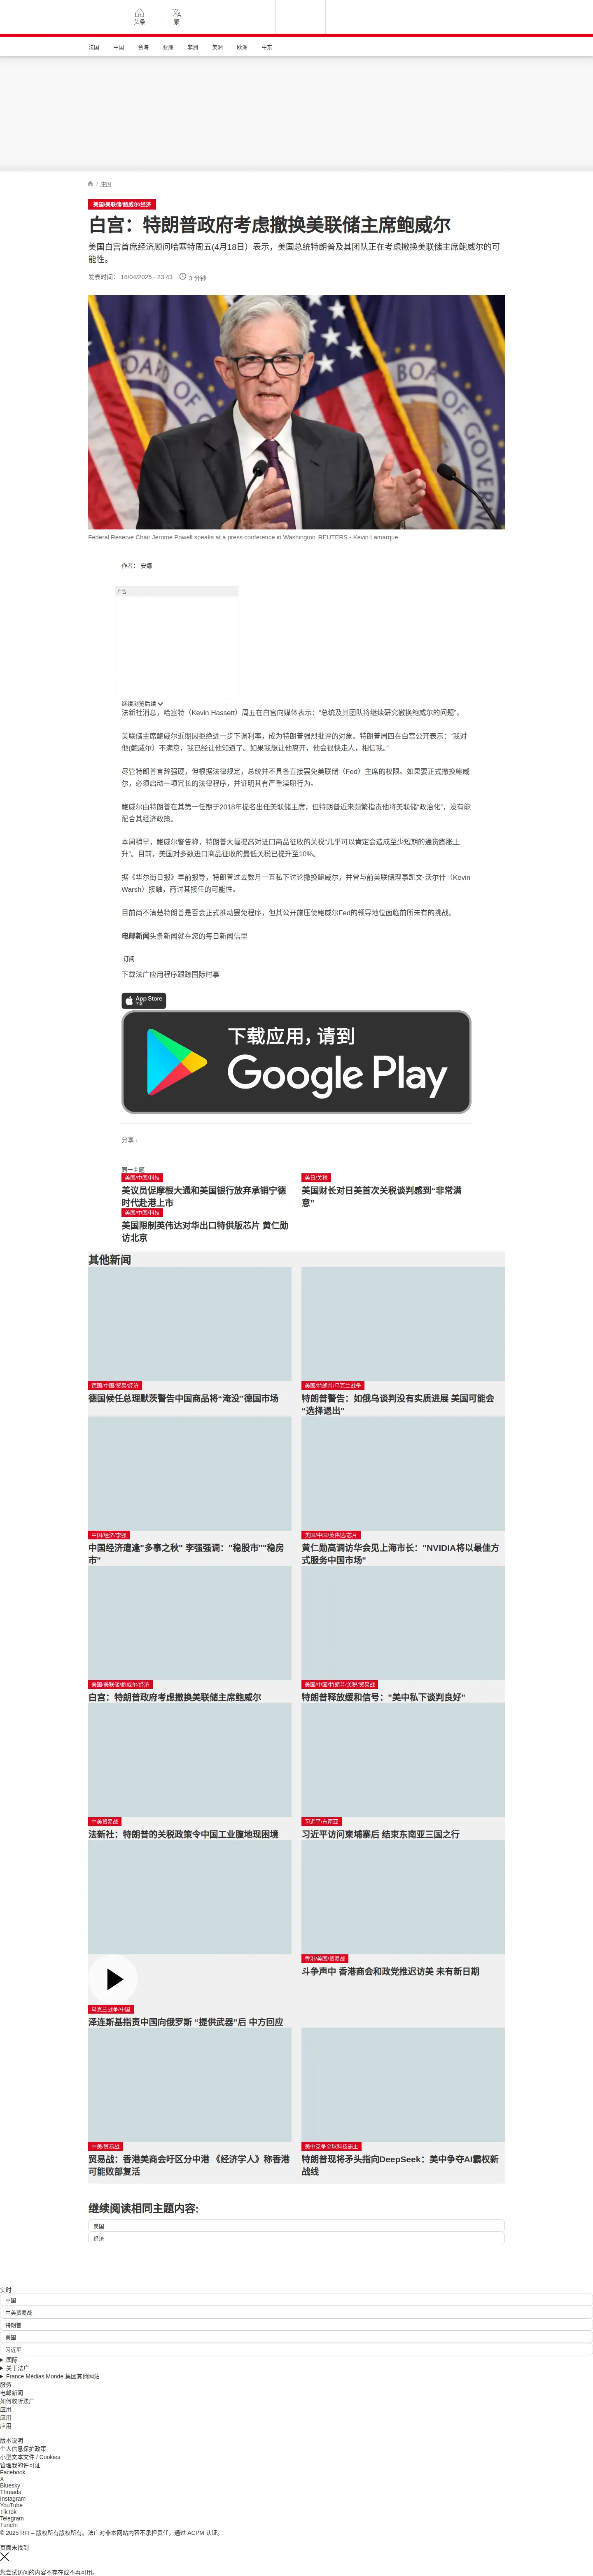 头条
繁
法国
中国
台海
亚洲
非洲
美洲
欧洲
中东
/ 中国
美国/美联储/鲍威尔/经济
白宫：特朗普政府考虑撤换美联储主席鲍威尔
美国白宫首席经济顾问哈塞特周五(4月18日）表示，美国总统特朗普及其团队正在考虑撤换美联储主席鲍威尔的可
能性。
发表时间： 18/04/2025 - 23:43
3 分钟
Federal Reserve Chair Jerome Powell speaks at a press conference in Washington REUTERS - Kevin Lamarque
作者： 安娜
广告
继续浏览后续
法新社消息，哈塞特（Kevin Hassett）周五在白宫向媒体表示：“总统及其团队将继续研究撤换鲍威尔的问题”。
美联储主席鲍威尔近期因拒绝进一步下调利率，成为特朗普强烈批评的对象。特朗普周四在白宫公开表示：“我对
他(鲍威尔）不满意，我已经让他知道了。如果我想让他离开，他会很快走人，相信我。”
尽管特朗普言辞强硬，但根据法律规定，总统并不具备直接罢免美联储（Fed）主席的权限。如果要正式撤换鲍威
尔，必须启动一项冗长的法律程序，并证明其有严重渎职行为。
鲍威尔由特朗普在其第一任期于2018年提名出任美联储主席，但特朗普近来频繁指责他将美联储“政治化”，没有能
配合其经济政策。
本周稍早，鲍威尔警告称，特朗普大幅提高对进口商品征收的关税“几乎可以肯定会造成至少短期的通货膨胀上
升”。目前，美国对多数进口商品征收的最低关税已提升至10%。
据《华尔街日报》早前报导，特朗普过去数月一直私下讨论撤换鲍威尔，并曾与前美联储理事凯文·沃尔什（Kevin
Warsh）接触，商讨其接任的可能性。
目前尚不清楚特朗普是否会正式推动罢免程序，但其公开施压使鲍威尔Fed的领导地位面临前所未有的挑战。
电邮新闻头条新闻就在您的每日新闻信里
订阅
下载法广应用程序跟踪国际时事
App Store
下载
下载应用，请到
Google Play
分享 :
同一主题
美国/中国/科技
美议员促摩根大通和美国银行放弃承销宁德
时代赴港上市
美日/关税
美国财长对日美首次关税谈判感到“非常满
意”
美国/中国/科技
美国限制英伟达对华出口特供版芯片 黄仁勋
访北京
其他新闻
德国/中国/贸易/经济
德国候任总理默茨警告中国商品将“淹没”德国市场
美国/特朗普/乌克兰战争
特朗普警告：如俄乌谈判没有实质进展 美国可能会
“选择退出”
中国/经济/李强
中国经济遭逢"多事之秋" 李强强调："稳股市""稳房
市"
美国/中国/英伟达/芯片
黄仁勋高调访华会见上海市长："NVIDIA将以最佳方
式服务中国市场"
美国/美联储/鲍威尔/经济
白宫：特朗普政府考虑撤换美联储主席鲍威尔
美国/中国/特朗普/关税/贸易战
特朗普释放缓和信号："美中私下谈判良好"
中美贸易战
法新社：特朗普的关税政策令中国工业腹地现困境
习近平/东南亚
习近平访问柬埔寨后 结束东南亚三国之行
乌克兰战争/中国
泽连斯基指责中国向俄罗斯 “提供武器”后 中方回应
香港/美国/贸易战
斗争声中 香港商会和政党推迟访美 未有新日期
中美/贸易战
贸易战：香港美商会吁区分中港 《经济学人》称香港
可能败部复活
美中竞争全球科技霸主
特朗普现将矛头指向DeepSeek：美中争夺AI霸权新
战线
继续阅读相同主题内容:
美国
经济
实时
中国
中美贸易战
特朗普
美国
习近平
国际
关于法广
France Médias Monde 集团其他网站
服务
电邮新闻
如何收听法广
应用
应用
应用
版本说明
个人信息保护政策
小型文本文件 / Cookies
管理我的许可证
Facebook
X
Bluesky
Threads
Instagram
YouTube
TikTok
Telegram
TuneIn
© 2025 RFI – 版权所有版权所有。法广对非本网站内容不承担责任。通过 ACPM 认证。
页面未找到
您尝试访问的内容不存在或不再可用。